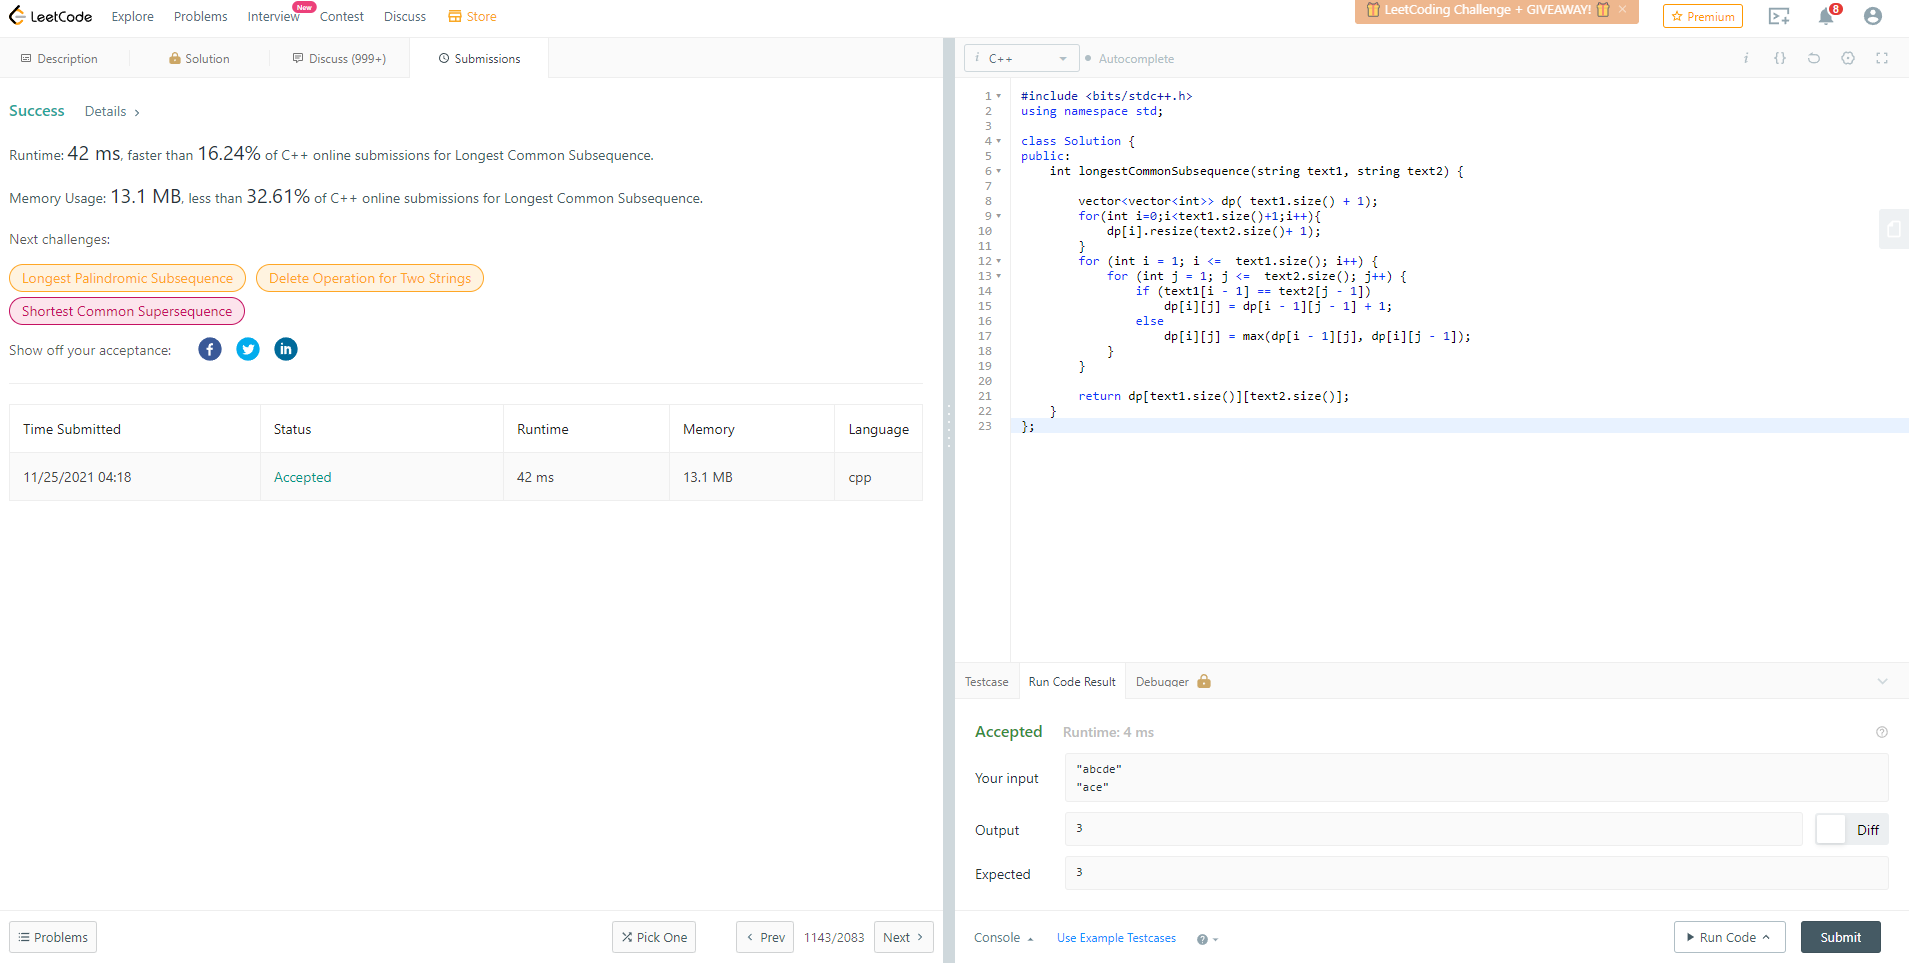 LeetCode Explore Problems Interview New Contest Discuss Store LeetCoding Challenge + GIVEAWAY! × Premium 8
Description Solution Discuss (999+) Submissions
Success Details >
Runtime: 42 ms, faster than 16.24% of C++ online submissions for Longest Common Subsequence.
Memory Usage: 13.1 MB, less than 32.61% of C++ online submissions for Longest Common Subsequence.
Next challenges:
Longest Palindromic Subsequence Delete Operation for Two Strings
Shortest Common Supersequence
Show off your acceptance:
Time Submitted Status Runtime Memory Language
11/25/2021 04:18 Accepted 42 ms 13.1 MB cpp
Problems Pick One < Prev 1143/2083 Next >
i C++ Autocomplete i {}
1 #include <bits/stdc++.h>
2 using namespace std;
3
4 class Solution {
5 public:
6     int longestCommonSubsequence(string text1, string text2) {
7
8         vector<vector<int>> dp( text1.size() + 1);
9         for(int i=0;i<text1.size()+1;i++){
10             dp[i].resize(text2.size()+ 1);
11         }
12         for (int i = 1; i <=  text1.size(); i++) {
13             for (int j = 1; j <=  text2.size(); j++) {
14                 if (text1[i - 1] == text2[j - 1])
15                     dp[i][j] = dp[i - 1][j - 1] + 1;
16                 else
17                     dp[i][j] = max(dp[i - 1][j], dp[i][j - 1]);
18             }
19         }
20
21         return dp[text1.size()][text2.size()];
22     }
23 };
Testcase Run Code Result Debugger
Accepted Runtime: 4 ms
Your input
"abcde"
"ace"
Output 3 Diff
Expected 3
Console Use Example Testcases Run Code Submit